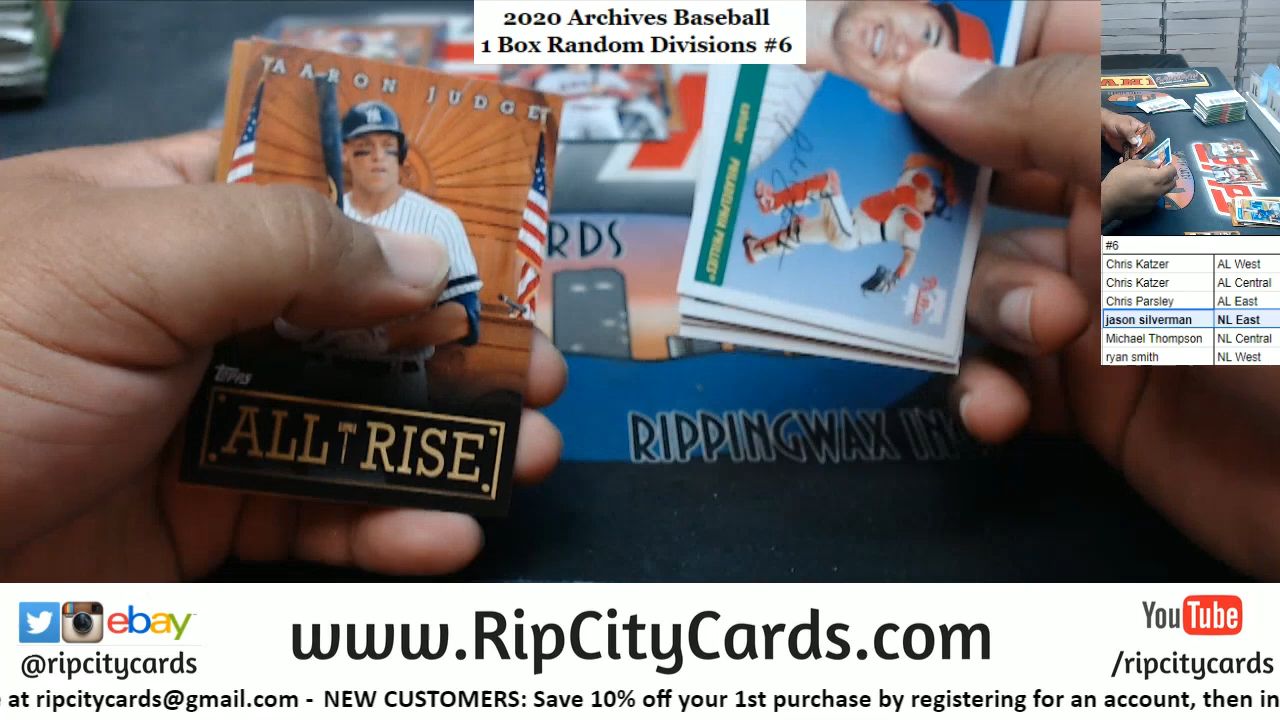 2020 Archives Baseball
1 Box Random Divisions #6
AARON JUDGE
TOPPS
ALL RISE
catcher PHILADELPHIA PHILLIES
Phillies
RDS
RIPPINGWAX IN
#6
Chris Katzer AL West
Chris Katzer AL Central
Chris Parsley AL East
jason silverman NL East
Michael Thompson NL Central
ryan smith NL West
ebay
@ripcitycards
www.RipCityCards.com
YouTube
/ripcitycards
e at ripcitycards@gmail.com - NEW CUSTOMERS: Save 10% off your 1st purchase by registering for an account, then in